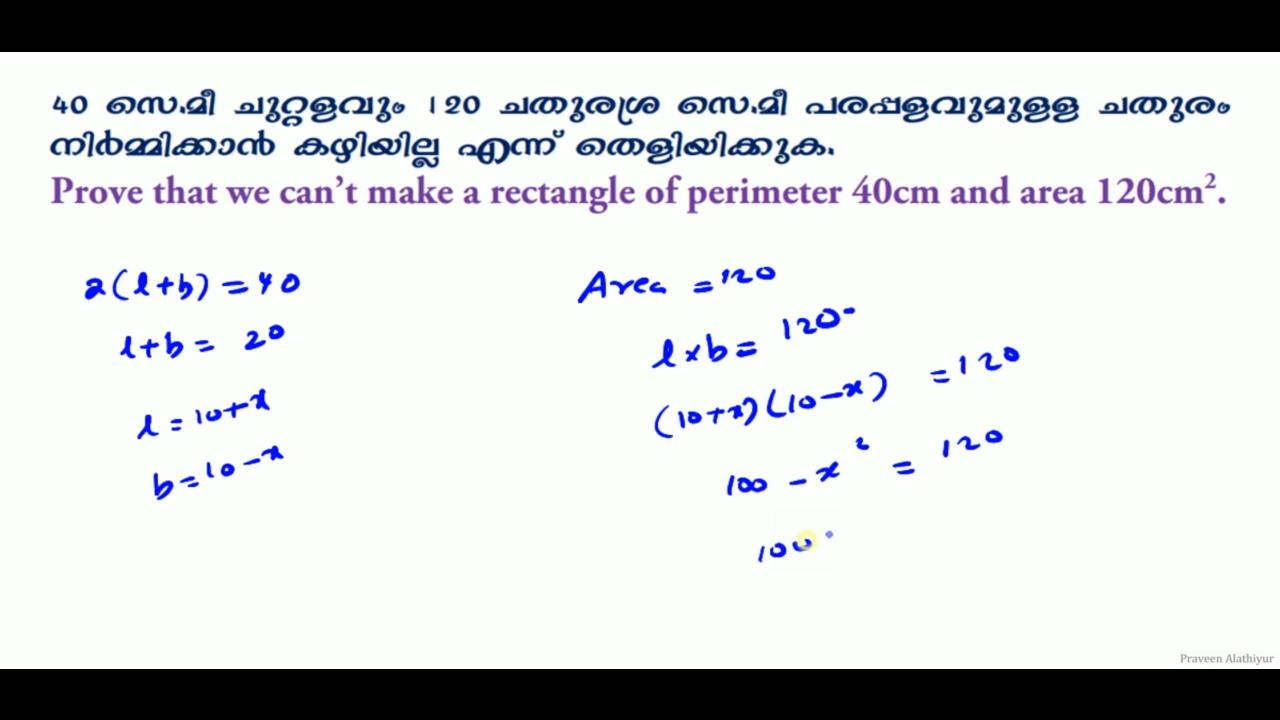 40 സെ.മീ ചുറ്റളവും 120 ചതുരശ്ര സെ.മീ പരപ്പളവുമുളള ചതുരം
നിർമ്മിക്കാൻ കഴിയില്ല എന്ന് തെളിയിക്കുക.
Prove that we can't make a rectangle of perimeter 40cm and area 120cm².
2(l+b) = 40
l+b = 20
l = 10+x
b = 10-x
Area = 120
l×b = 120
(10+x)(10-x) = 120
100 - x² = 120
100
Praveen Alathiyur